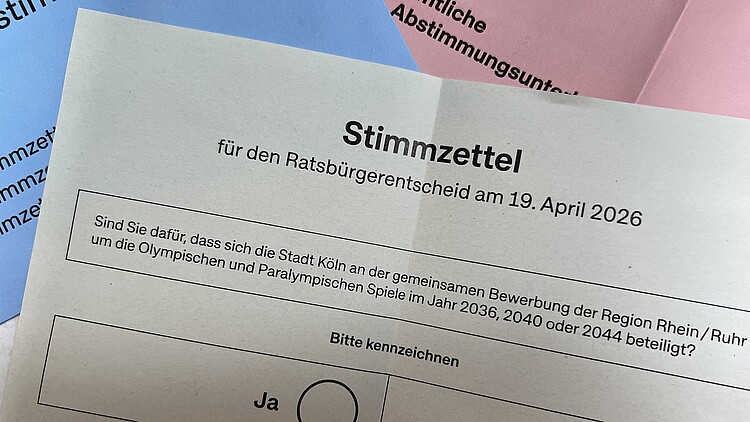 ntliche
Abstimmungsunter
Stimmzettel
für den Ratsbürgerentscheid am 19. April 2026
Sind Sie dafür, dass sich die Stadt Köln an der gemeinsamen Bewerbung der Region Rhein/Ruhr
um die Olympischen und Paralympischen Spiele im Jahr 2036, 2040 oder 2044 beteiligt?
Bitte kennzeichnen
Ja